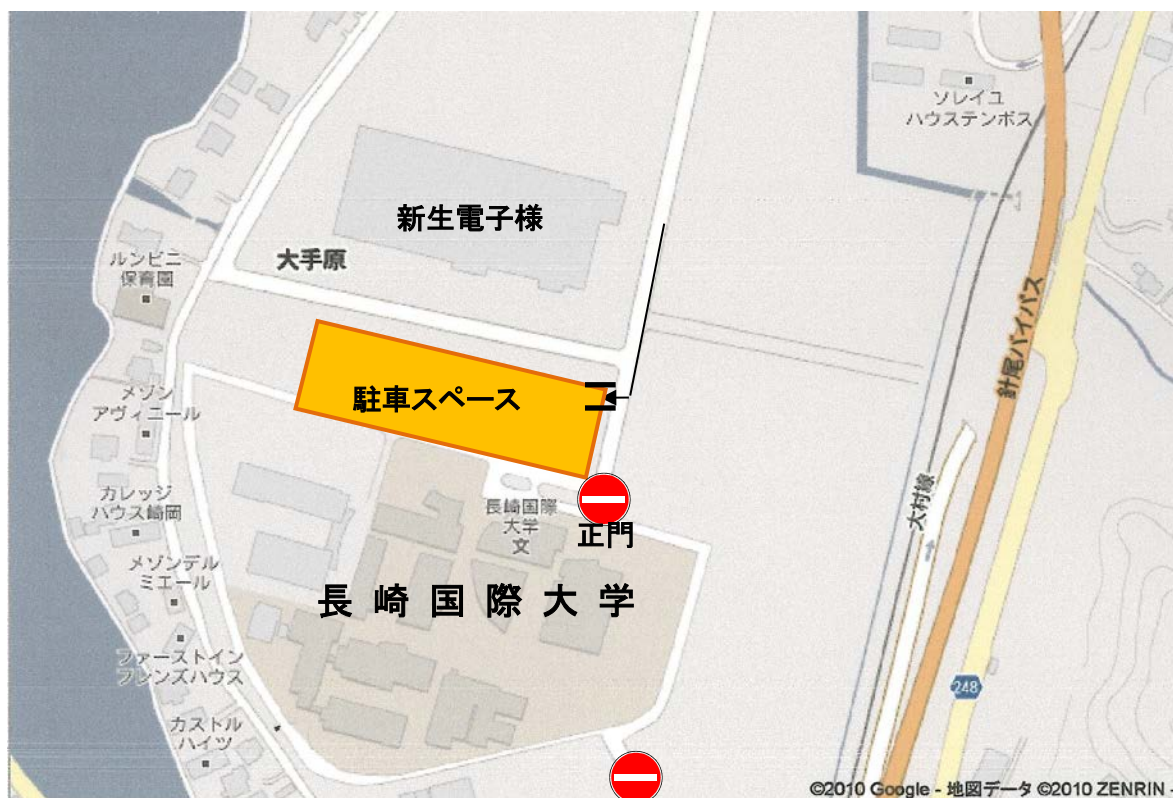 ソレイユ
ハウステンボス
新生電子様
大手原
ルンビニ
保育園
針尾バイパス
駐車スペース
メゾン
アヴィニール
カレッジ
ハウス崎岡
長崎国際
大学
文
正門
大村線
メゾンデル
ミエール
長崎国際大学
ファーストイン
フレンズハウス
248
カストル
ハイツ
©2010 Google - 地図データ ©2010 ZENRIN -